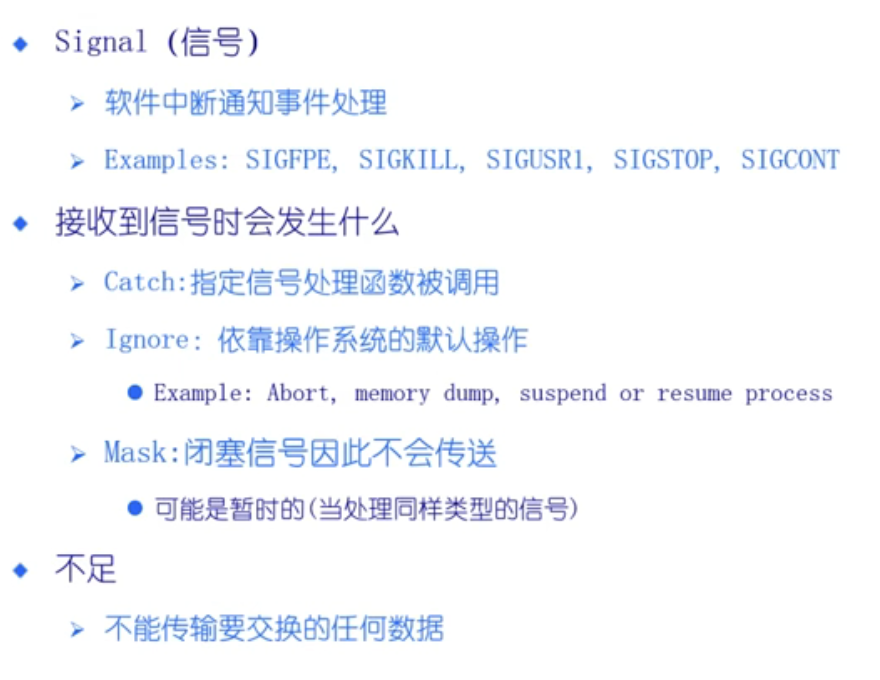 Signal (信号)
软件中断通知事件处理
Examples: SIGFPE, SIGKILL, SIGUSR1, SIGSTOP, SIGCONT
接收到信号时会发生什么
Catch:指定信号处理函数被调用
Ignore: 依靠操作系统的默认操作
Example: Abort, memory dump, suspend or resume process
Mask:闭塞信号因此不会传送
可能是暂时的(当处理同样类型的信号)
不足
不能传输要交换的任何数据